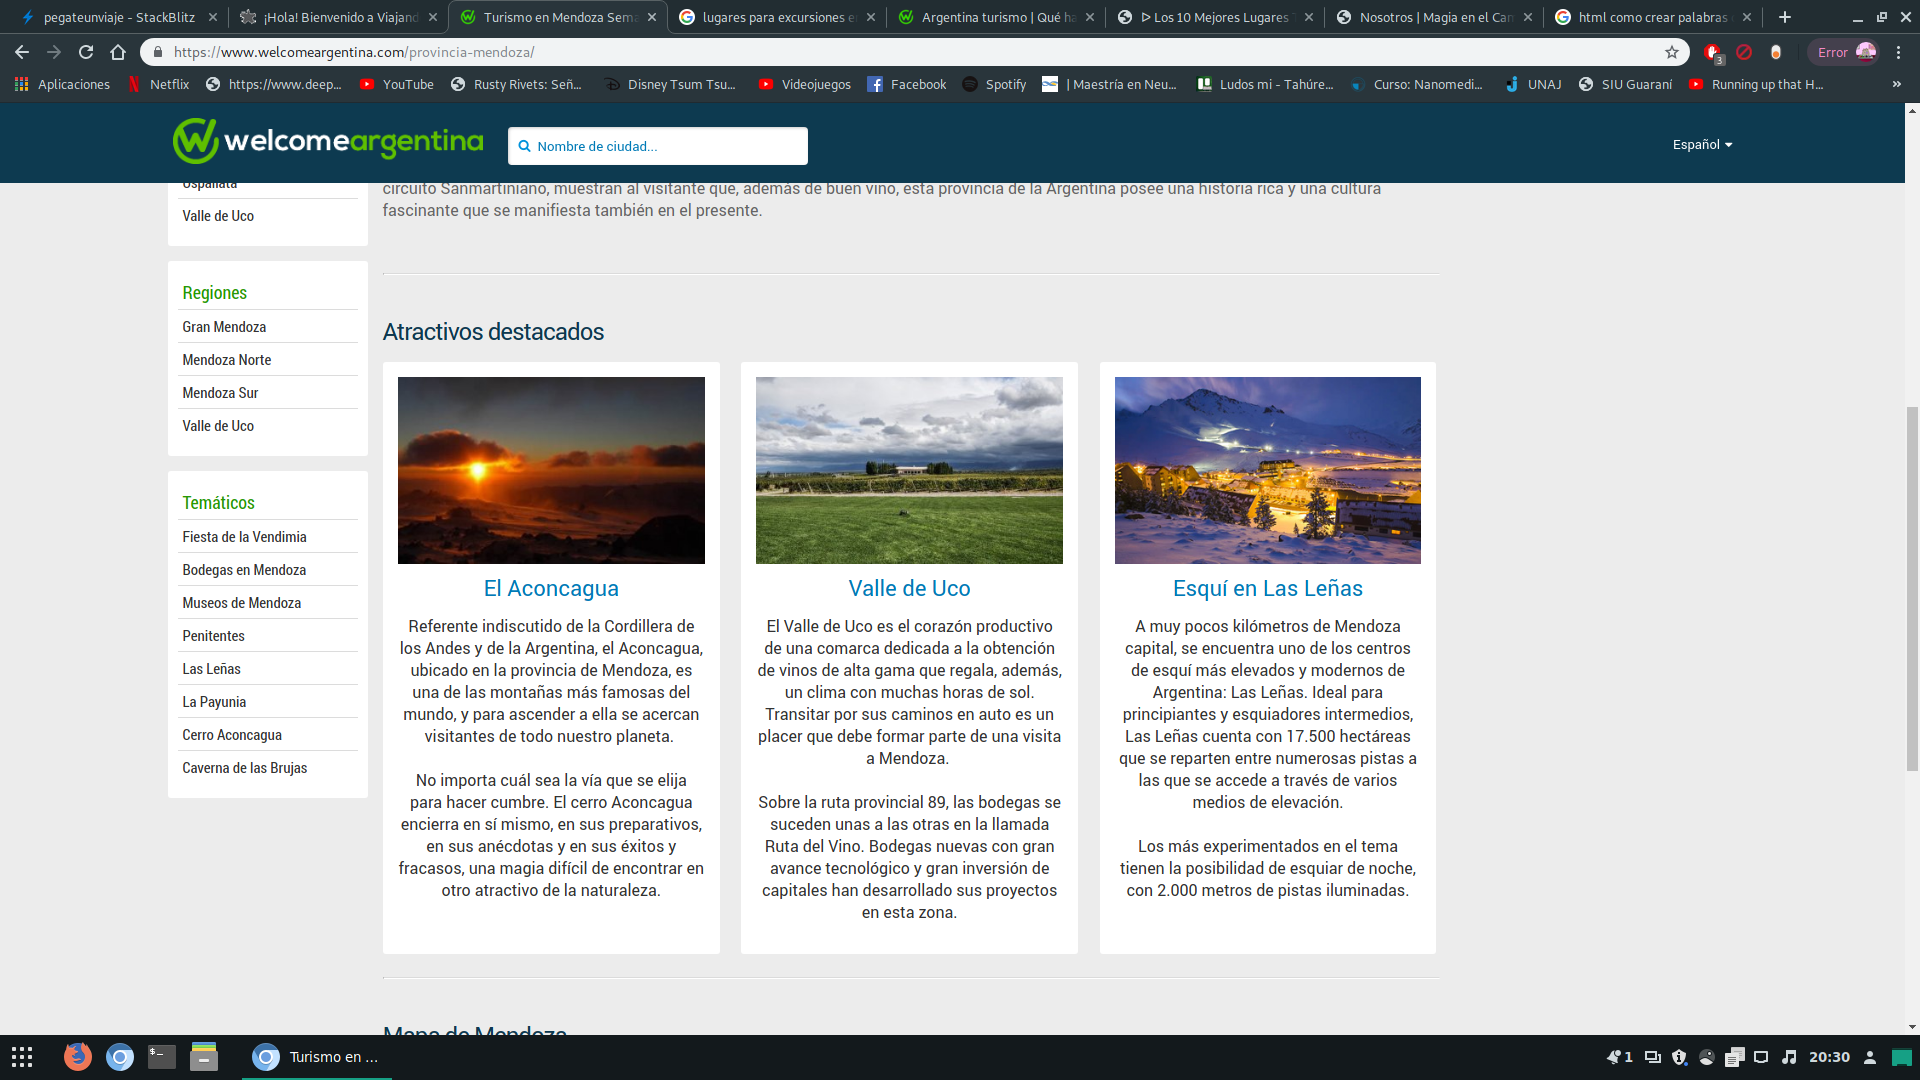 pegateunviaje - StackBlitz
¡Hola! Bienvenido a Viajand
Turismo en Mendoza Sema
lugares para excursiones e
Argentina turismo | Qué ha
ᐅ Los 10 Mejores Lugares T
Nosotros | Magia en el Cam
html como crear palabras
https://www.welcomeargentina.com/provincia-mendoza/
3
Error
Aplicaciones
Netflix
https://www.deep...
YouTube
Rusty Rivets: Señ...
Disney Tsum Tsu...
Videojuegos
Facebook
Spotify
| Maestría en Neu...
Ludos mi - Tahúre...
Curso: Nanomedi...
UNAJ
SIU Guaraní
Running up that H...
»
welcomeargentina
Nombre de ciudad...
Español
Uspallata
Valle de Uco
circuito Sanmartiniano, muestran al visitante que, además de buen vino, esta provincia de la Argentina posee una historia rica y una cultura
fascinante que se manifiesta también en el presente.
Regiones
Gran Mendoza
Mendoza Norte
Mendoza Sur
Valle de Uco
Temáticos
Fiesta de la Vendimia
Bodegas en Mendoza
Museos de Mendoza
Penitentes
Las Leñas
La Payunia
Cerro Aconcagua
Caverna de las Brujas
Atractivos destacados
El Aconcagua
Referente indiscutido de la Cordillera de
los Andes y de la Argentina, el Aconcagua,
ubicado en la provincia de Mendoza, es
una de las montañas más famosas del
mundo, y para ascender a ella se acercan
visitantes de todo nuestro planeta.
No importa cuál sea la vía que se elija
para hacer cumbre. El cerro Aconcagua
encierra en sí mismo, en sus preparativos,
en sus anécdotas y en sus éxitos y
fracasos, una magia difícil de encontrar en
otro atractivo de la naturaleza.
Valle de Uco
El Valle de Uco es el corazón productivo
de una comarca dedicada a la obtención
de vinos de alta gama que regala, además,
un clima con muchas horas de sol.
Transitar por sus caminos en auto es un
placer que debe formar parte de una visita
a Mendoza.
Sobre la ruta provincial 89, las bodegas se
suceden unas a las otras en la llamada
Ruta del Vino. Bodegas nuevas con gran
avance tecnológico y gran inversión de
capitales han desarrollado sus proyectos
en esta zona.
Esquí en Las Leñas
A muy pocos kilómetros de Mendoza
capital, se encuentra uno de los centros
de esquí más elevados y modernos de
Argentina: Las Leñas. Ideal para
principiantes y esquiadores intermedios,
Las Leñas cuenta con 17.500 hectáreas
que se reparten entre numerosas pistas a
las que se accede a través de varios
medios de elevación.
Los más experimentados en el tema
tienen la posibilidad de esquiar de noche,
con 2.000 metros de pistas iluminadas.
Mapa de Mendoza
Turismo en ...
1
20:30